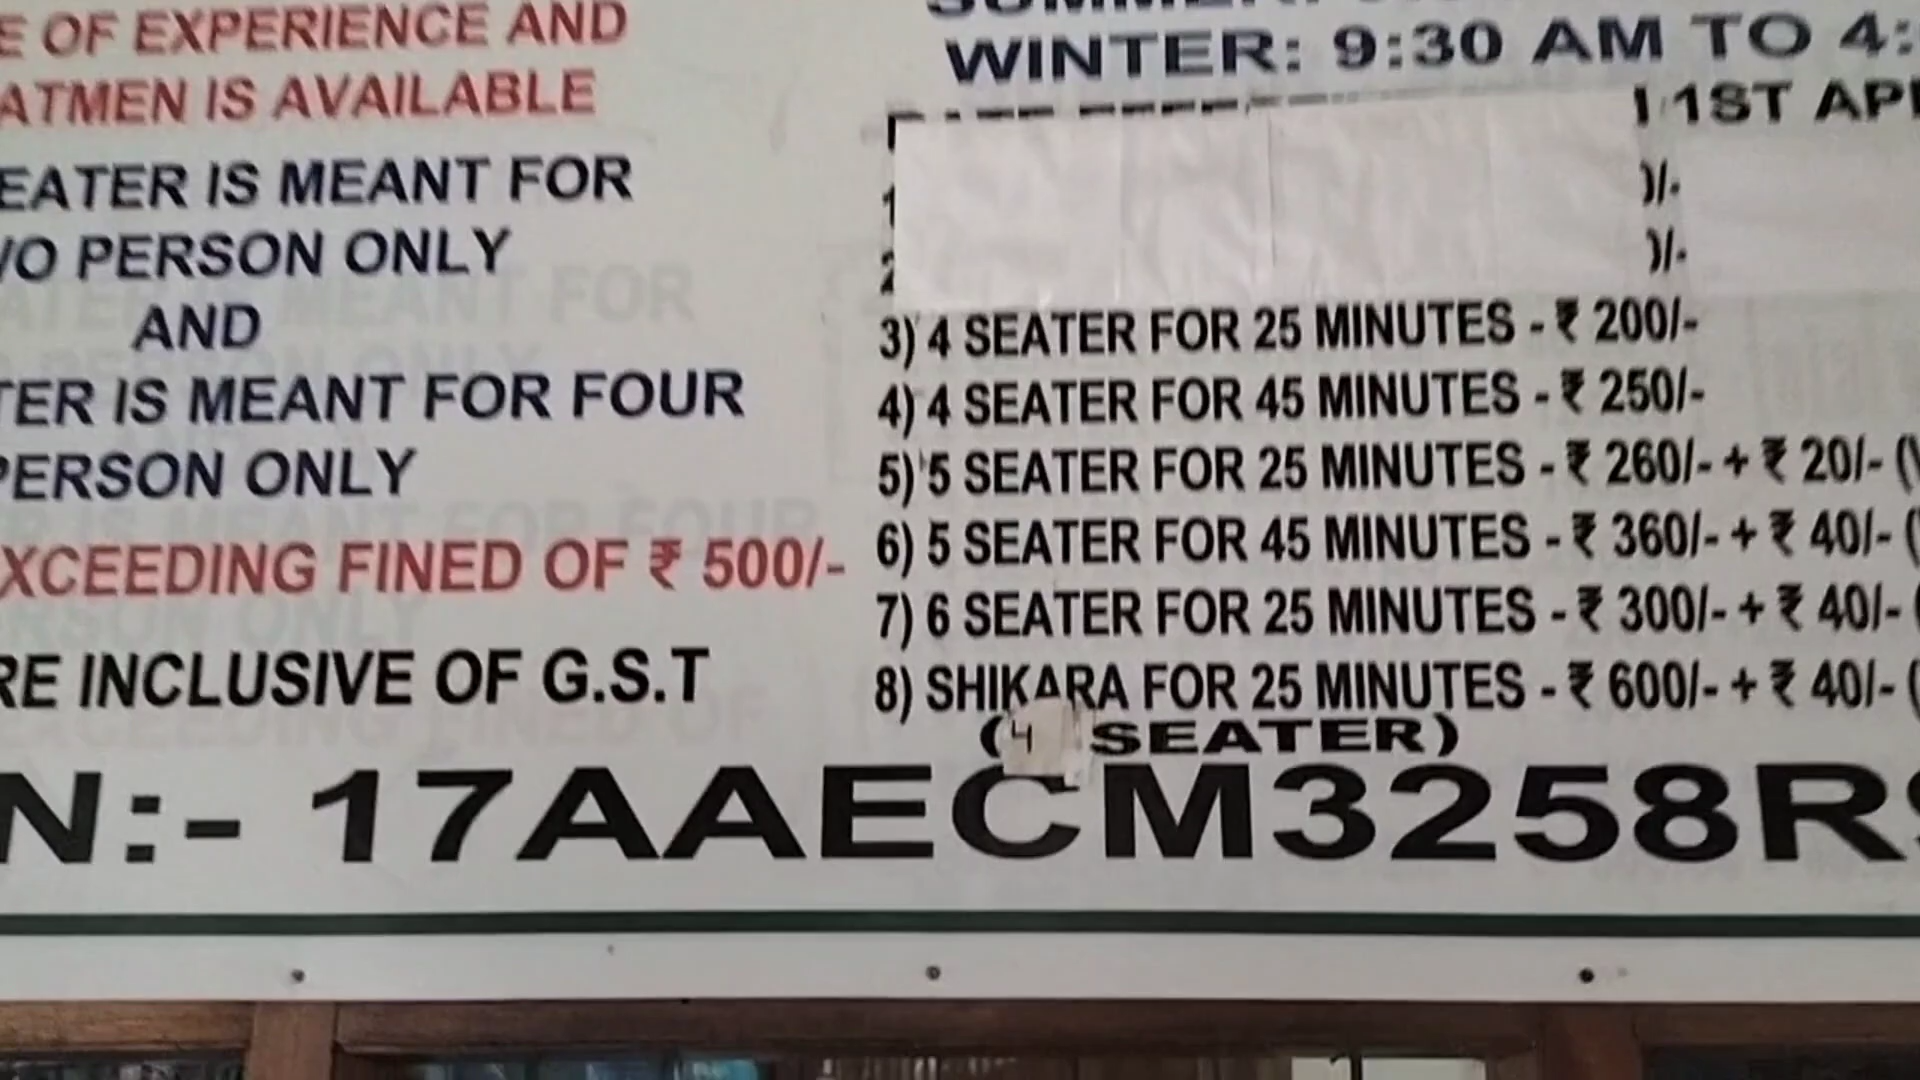 E OF EXPERIENCE AND
ATMEN IS AVAILABLE
EATER IS MEANT FOR
WO PERSON ONLY
AND
TER IS MEANT FOR FOUR
PERSON ONLY
XCEEDING FINED OF ₹ 500/-
RE INCLUSIVE OF G.S.T
WINTER: 9:30 AM TO 4:
1ST AP
)/-
)/-
3) 4 SEATER FOR 25 MINUTES - ₹ 200/-
4) 4 SEATER FOR 45 MINUTES - ₹ 250/-
5) 5 SEATER FOR 25 MINUTES - ₹ 260/- + ₹ 20/- (
6) 5 SEATER FOR 45 MINUTES - ₹ 360/- + ₹ 40/- (
7) 6 SEATER FOR 25 MINUTES - ₹ 300/- + ₹ 40/- (
8) SHIKARA FOR 25 MINUTES - ₹ 600/- + ₹ 40/- (
(4 SEATER)
N:- 17AAECM3258R